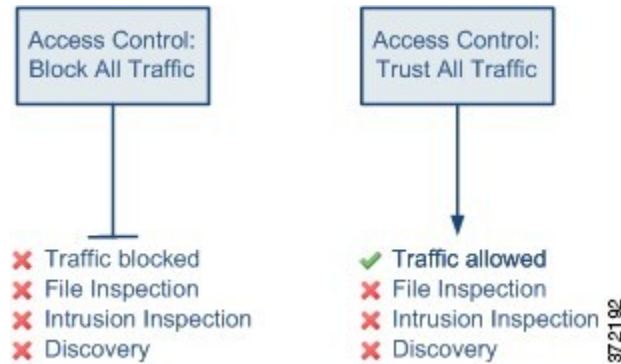 Access Control:
Block All Traffic
Traffic blocked
File Inspection
Intrusion Inspection
Discovery
Access Control:
Trust All Traffic
Traffic allowed
File Inspection
Intrusion Inspection
Discovery
372192